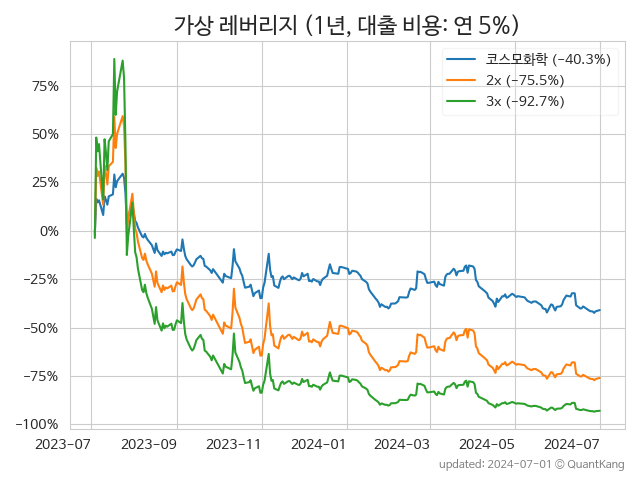 가상 레버리지 (1년, 대출 비용: 연 5%)
코스모화학 (−40.3%)
2x (−75.5%)
3x (−92.7%)
75%
50%
25%
0%
−25%
−50%
−75%
−100%
2023-07 2023-09 2023-11 2024-01 2024-03 2024-05 2024-07
updated: 2024-07-01 © QuantKang